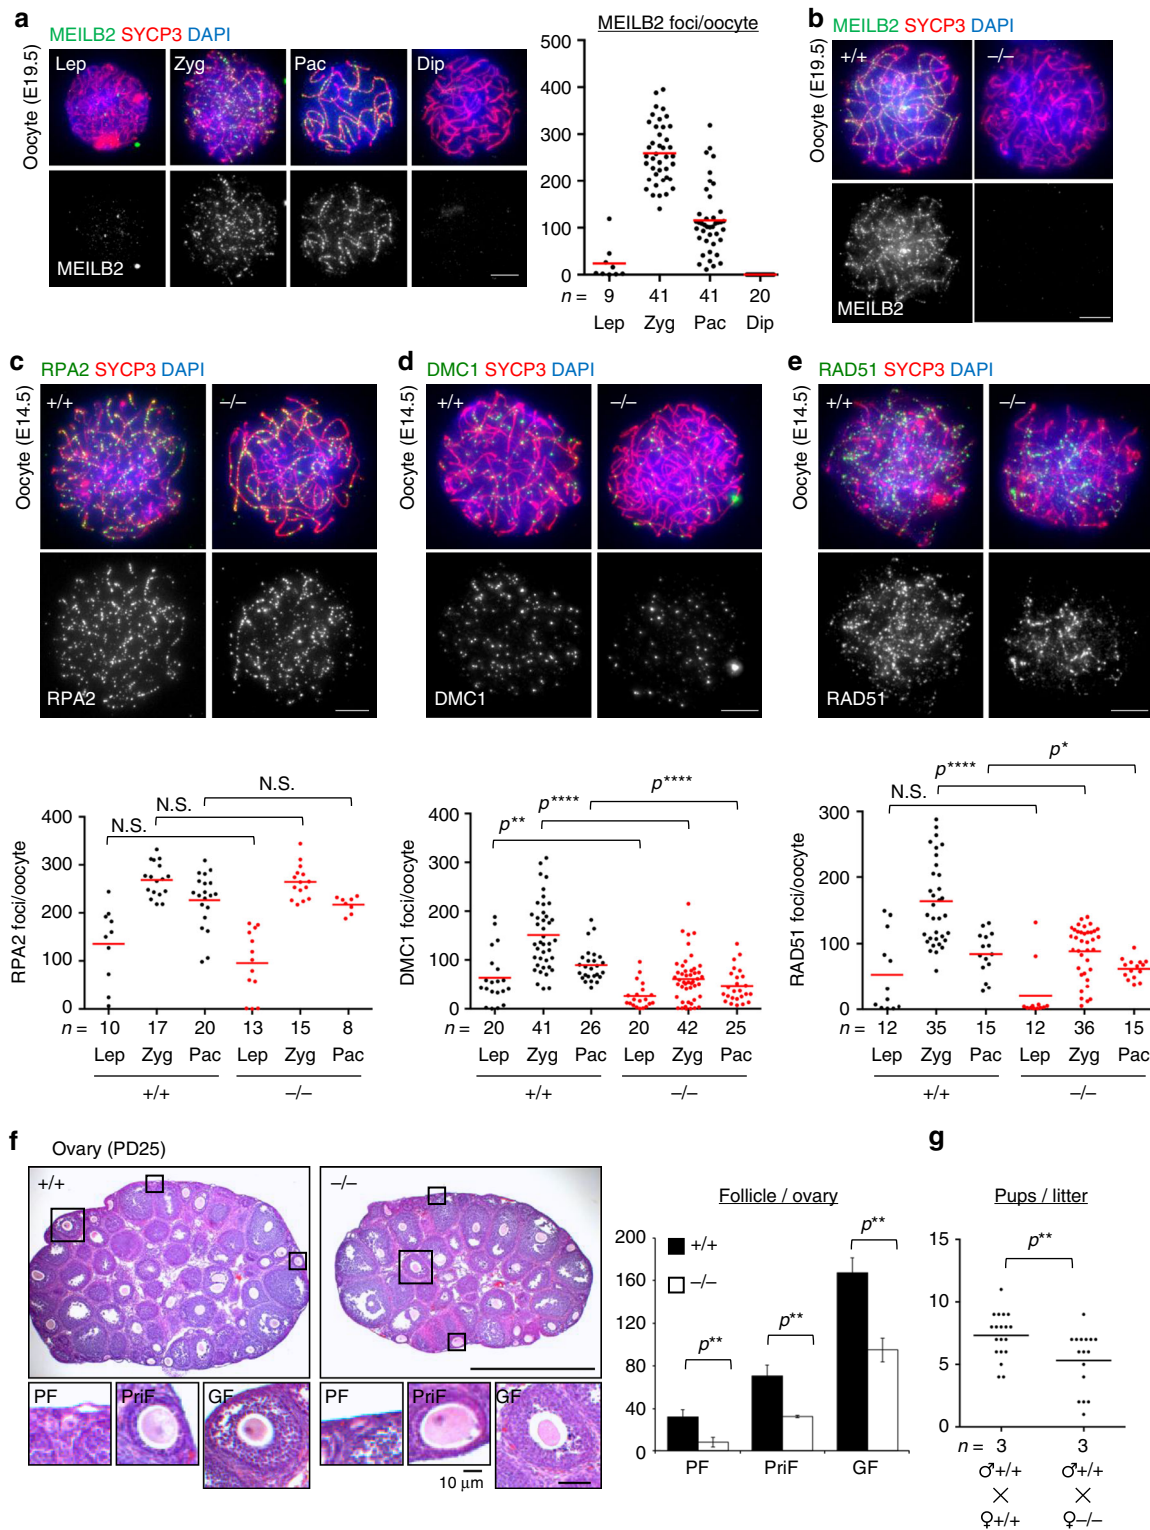 a
MEILB2 SYCP3 DAPI
Oocyte (E19.5)
Lep
Zyg
Pac
Dip
MEILB2
MEILB2 foci/oocyte
500
400
300
200
100
0
n = 9 41 41 20
Lep Zyg Pac Dip
b
MEILB2 SYCP3 DAPI
Oocyte (E19.5)
+/+
–/–
MEILB2
c
RPA2 SYCP3 DAPI
Oocyte (E14.5)
+/+
–/–
RPA2
N.S.
N.S.
N.S.
RPA2 foci/oocyte
400
300
200
100
0
n = 10 17 20 13 15 8
Lep Zyg Pac Lep Zyg Pac
+/+ –/–
d
DMC1 SYCP3 DAPI
Oocyte (E14.5)
+/+
–/–
DMC1
p****
p****
p**
DMC1 foci/oocyte
400
300
200
100
0
n = 20 41 26 20 42 25
Lep Zyg Pac Lep Zyg Pac
+/+ –/–
e
RAD51 SYCP3 DAPI
Oocyte (E14.5)
+/+
–/–
RAD51
p*
p****
N.S.
RAD51 foci/oocyte
300
200
100
0
n = 12 35 15 12 36 15
Lep Zyg Pac Lep Zyg Pac
+/+ –/–
f
Ovary (PD25)
+/+
–/–
PF
PriF
GF
PF
PriF
GF
10 µm
Follicle / ovary
200
160
120
80
40
0
+/+
–/–
p**
p**
p**
PF PriF GF
g
Pups / litter
15
10
5
0
p**
n = 3 3
♂+/+ ♂+/+
× ×
♀+/+ ♀–/–